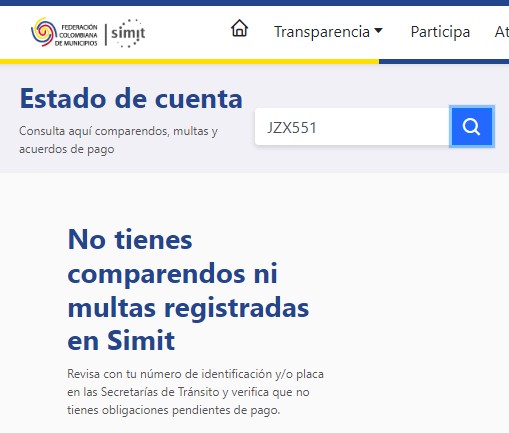 FEDERACIÓN
COLOMBIANA
DE MUNICIPIOS
simit
Transparencia
Participa
At
Estado de cuenta
Consulta aquí comparendos, multas y
acuerdos de pago
JZX551
No tienes
comparendos ni
multas registradas
en Simit
Revisa con tu número de identificación y/o placa
en las Secretarías de Tránsito y verifica que no
tienes obligaciones pendientes de pago.